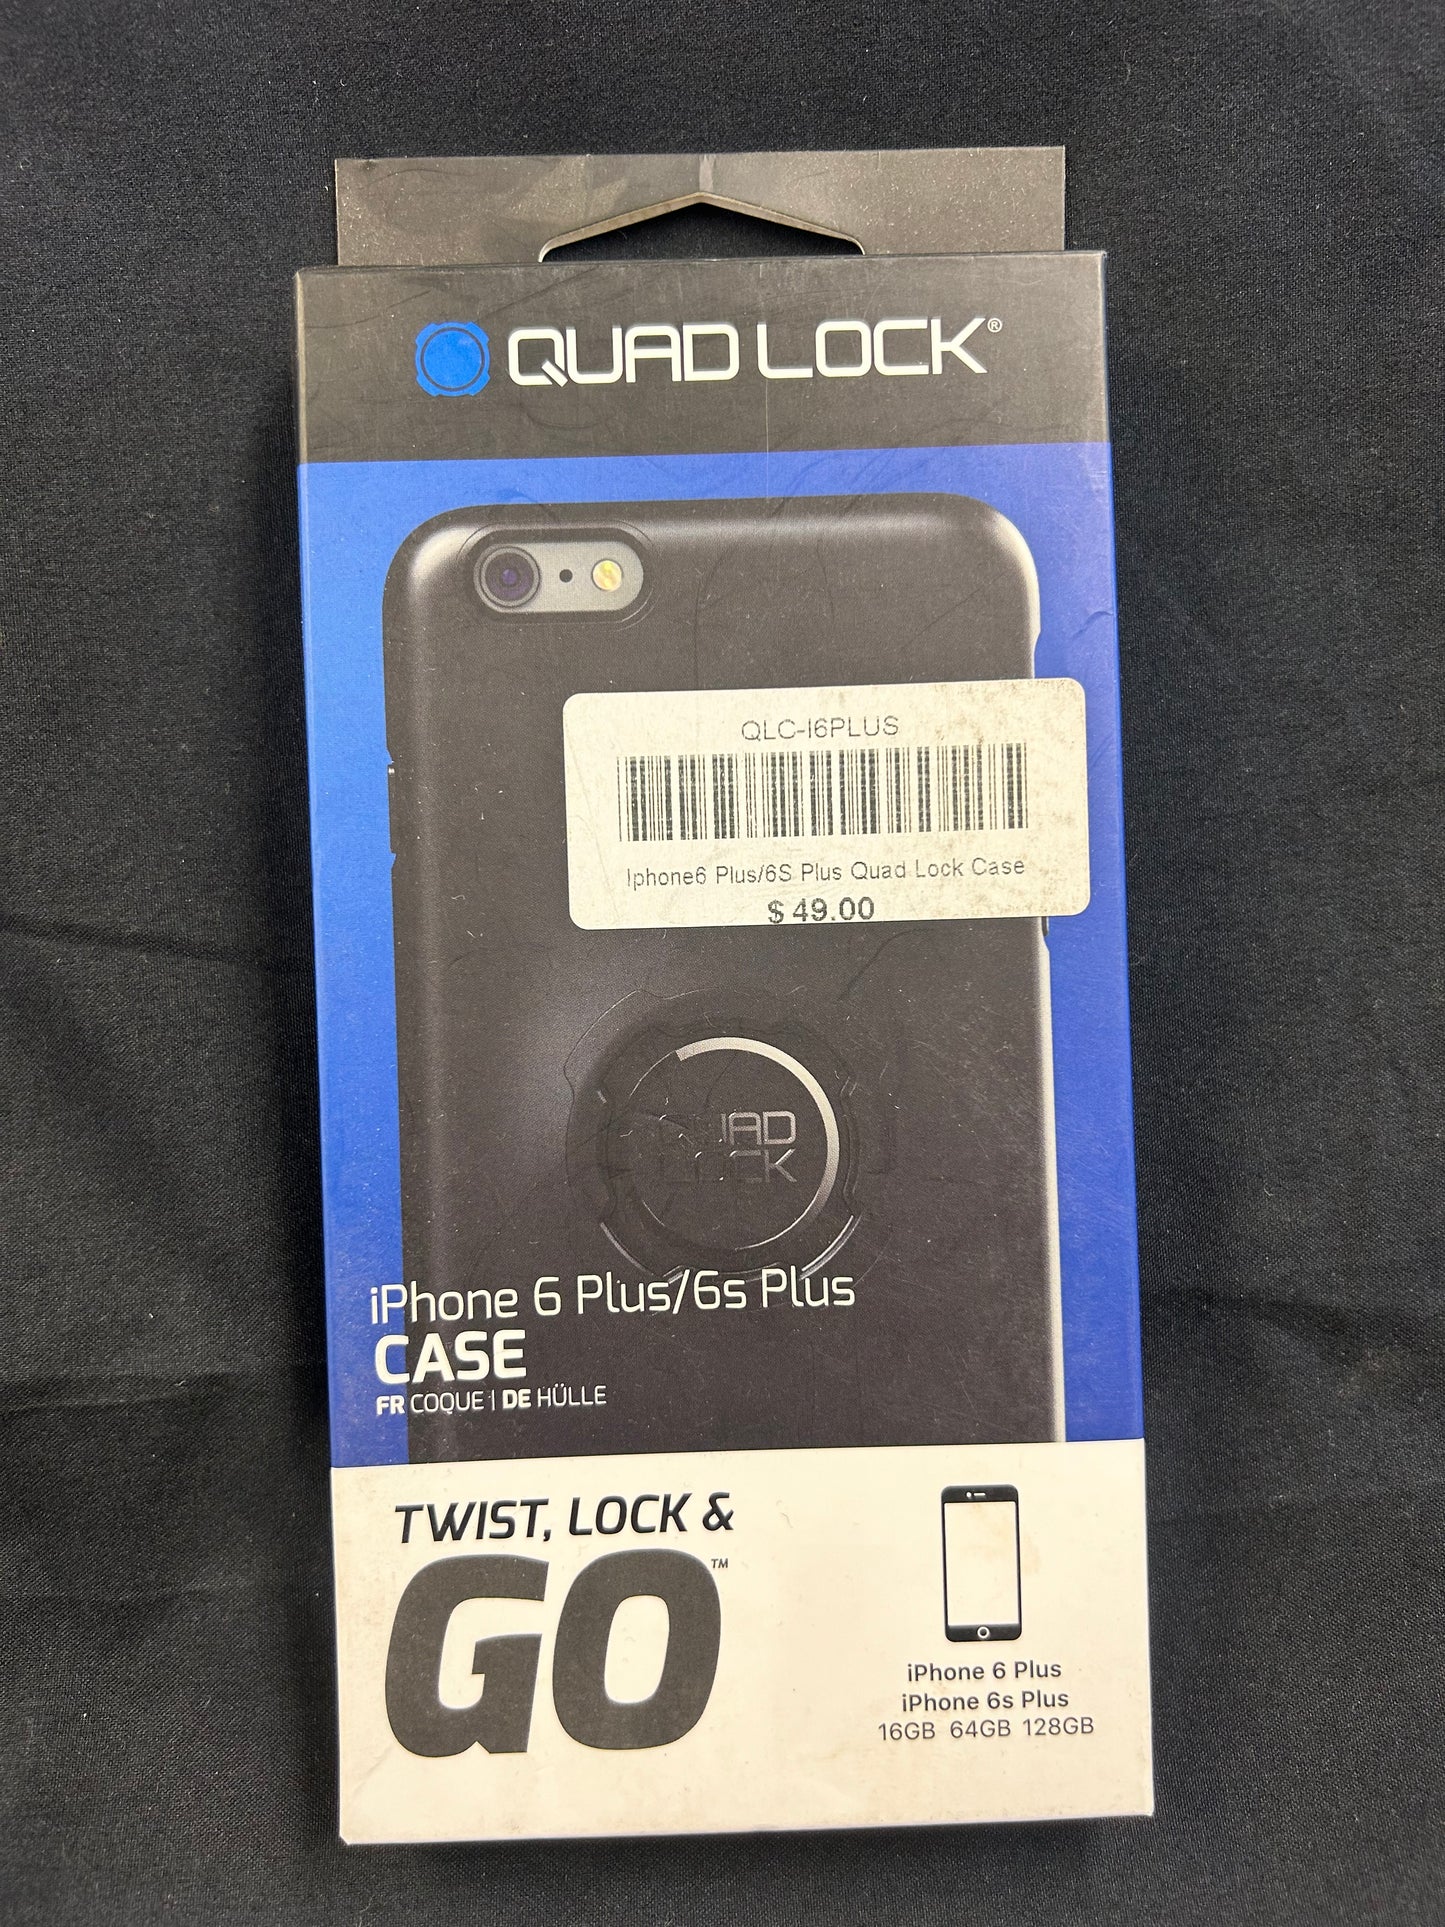 QUAD LOCK®
QLC-I6PLUS
Iphone6 Plus/6S Plus Quad Lock Case
$ 49.00
QUAD
LOCK
iPhone 6 Plus/6s Plus
CASE
FR COQUE | DE HÜLLE
TWIST, LOCK &
GO™
iPhone 6 Plus
iPhone 6s Plus
16GB 64GB 128GB